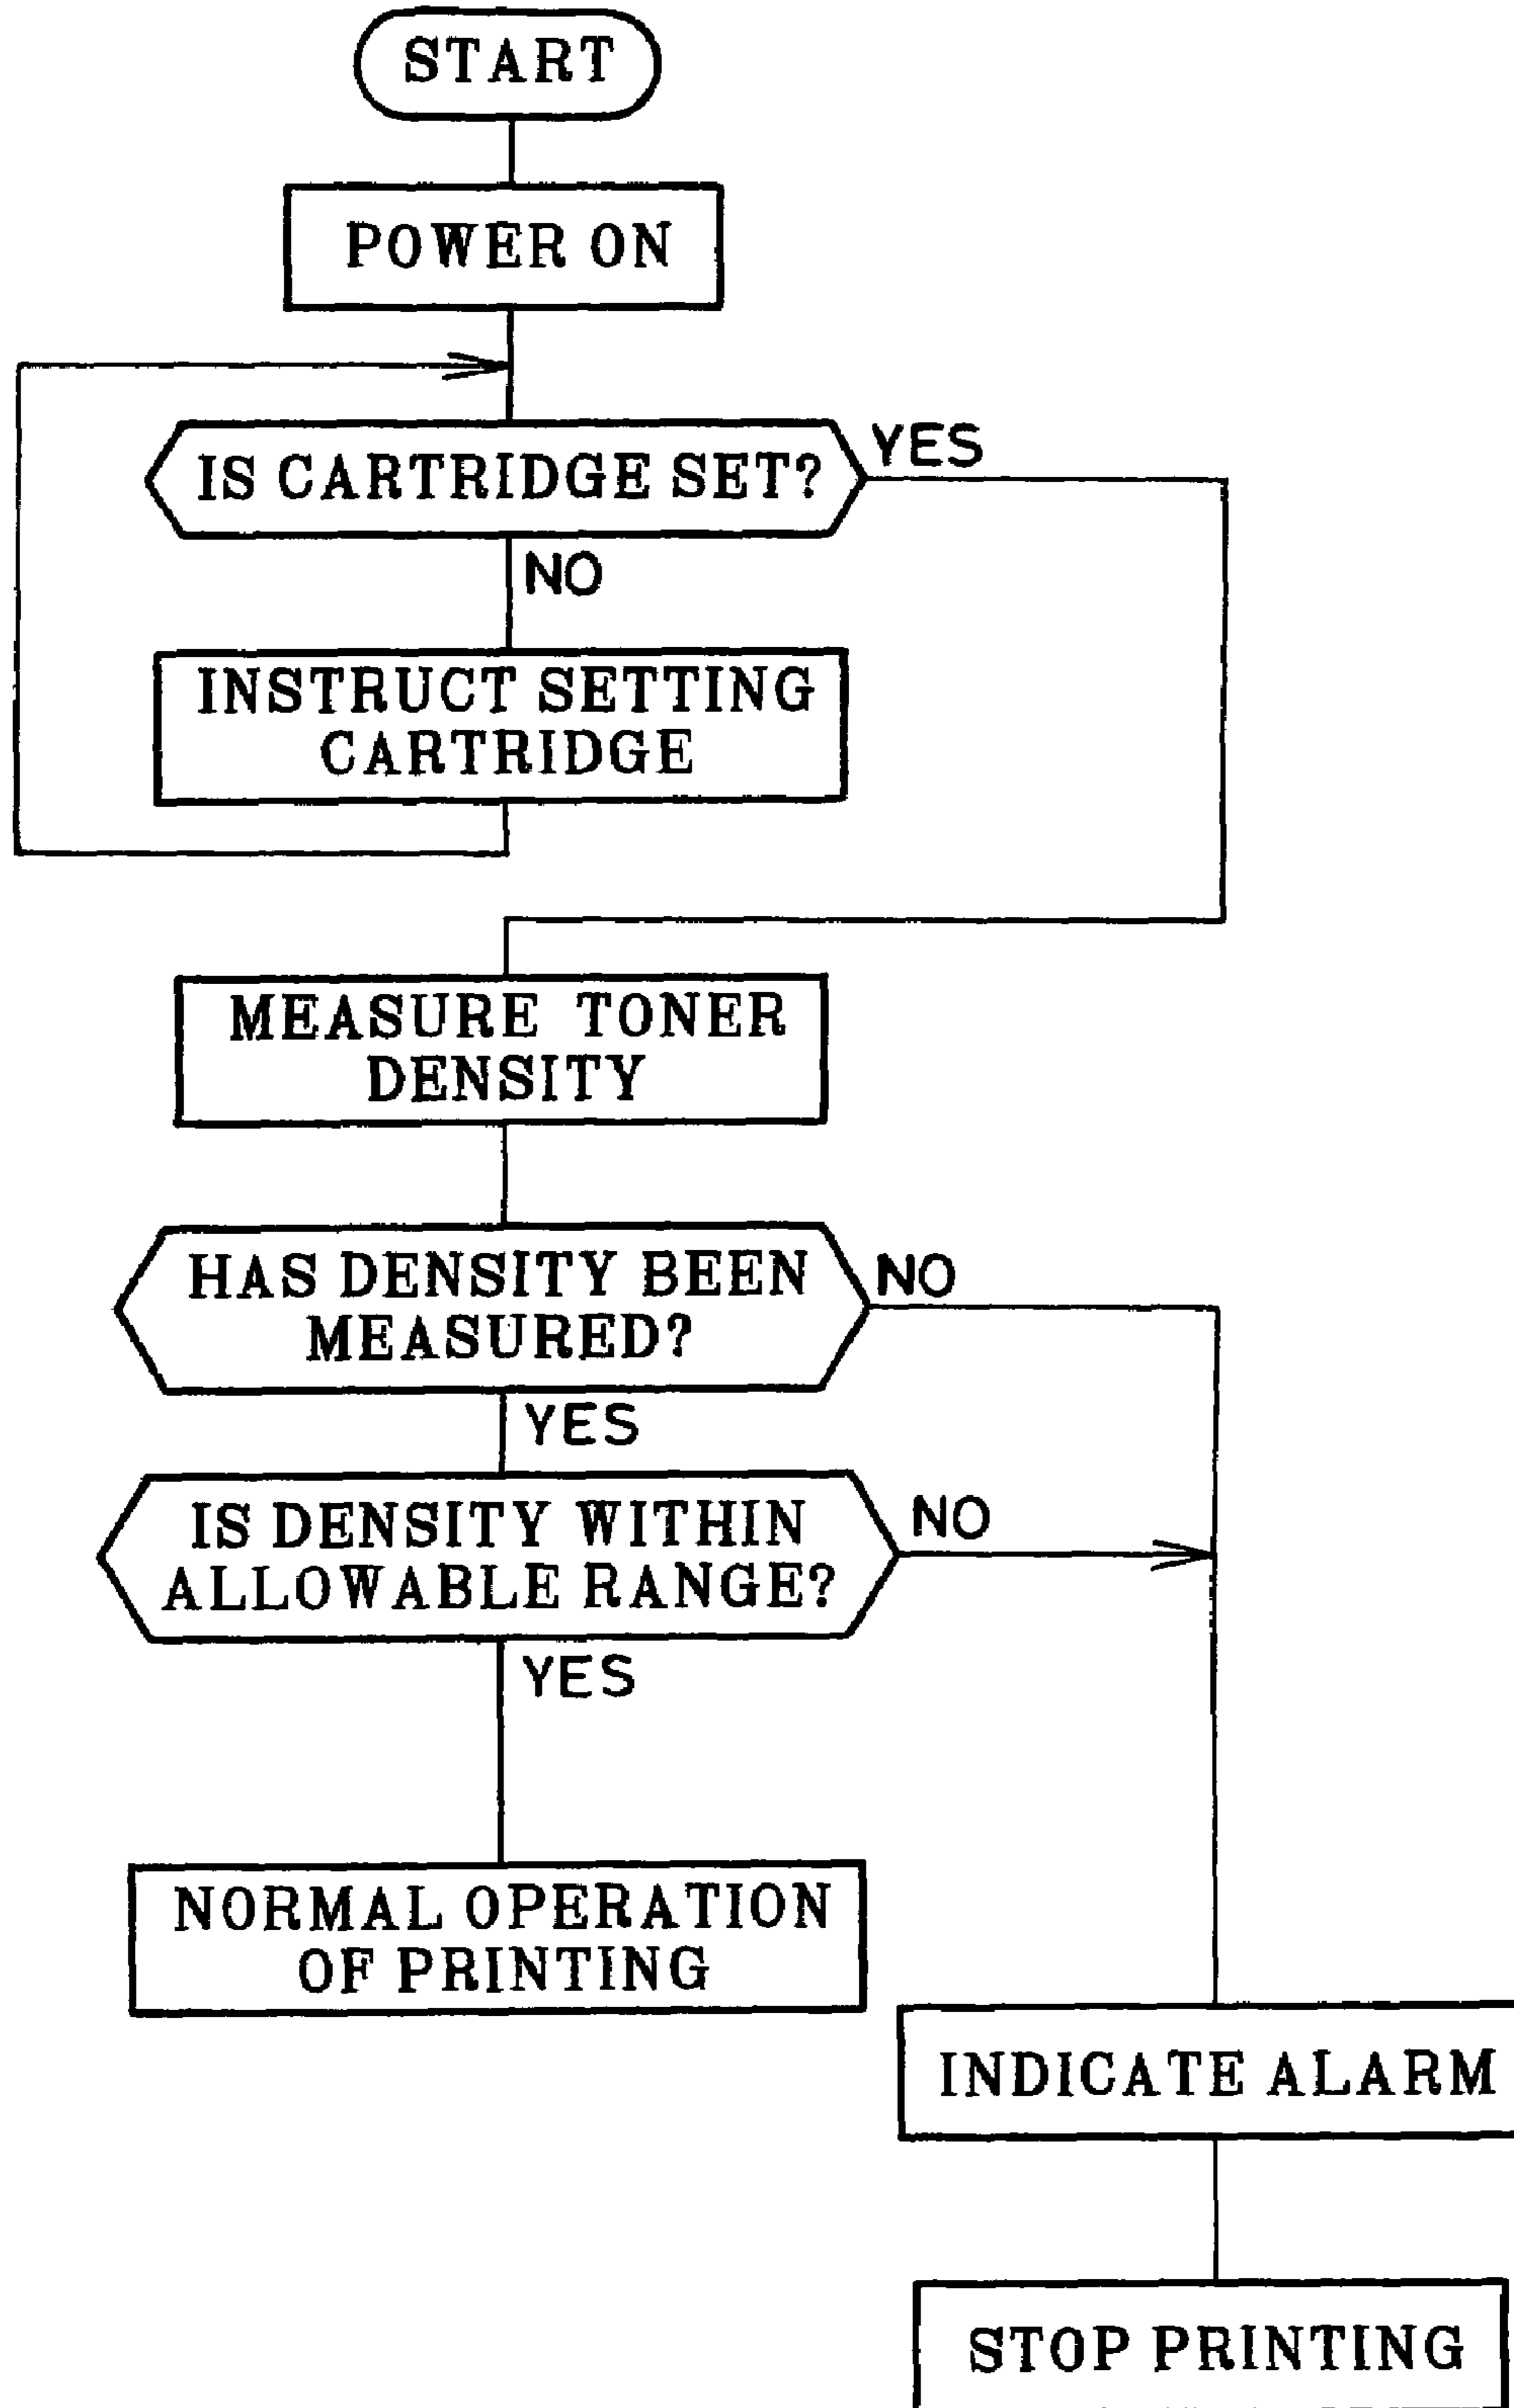 START
POWER ON
IS CARTRIDGE SET?
YES
NO
INSTRUCT SETTING
CARTRIDGE
MEASURE TONER
DENSITY
HAS DENSITY BEEN
MEASURED?
NO
YES
IS DENSITY WITHIN
ALLOWABLE RANGE?
NO
YES
NORMAL OPERATION
OF PRINTING
INDICATE ALARM
STOP PRINTING